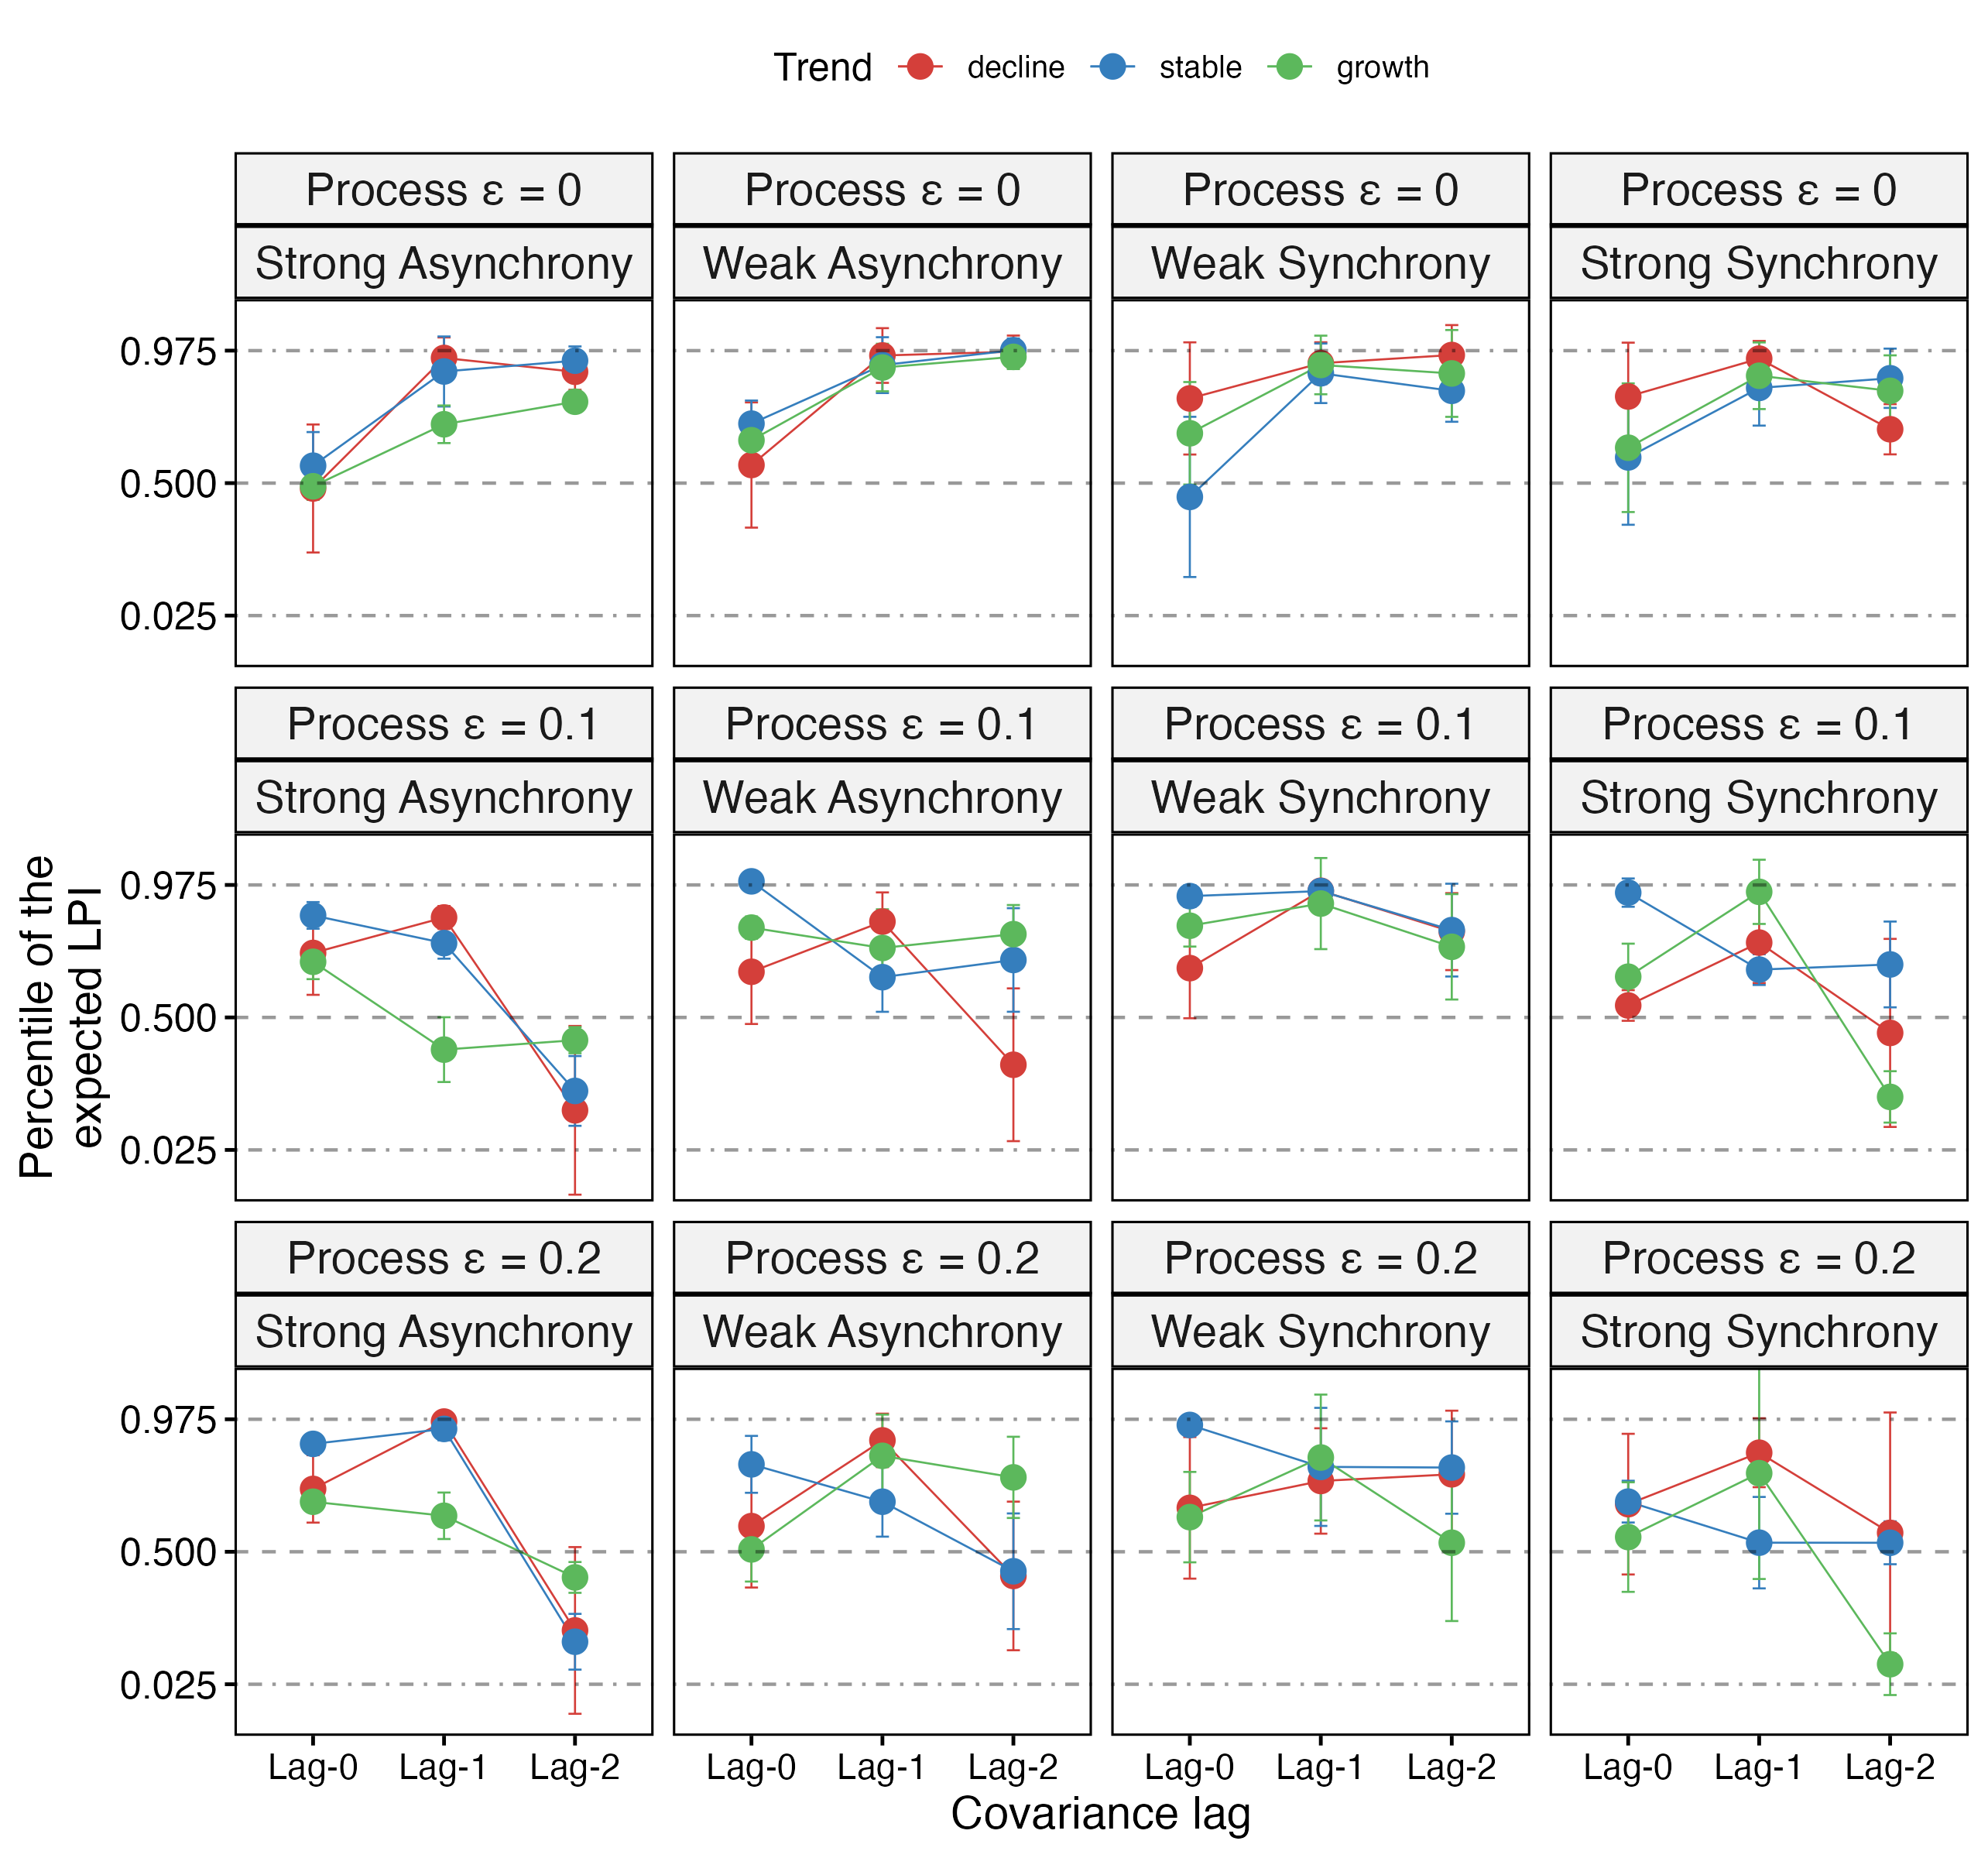 Trend decline stable growth
Process ε = 0 Process ε = 0 Process ε = 0 Process ε = 0
Strong Asynchrony Weak Asynchrony Weak Synchrony Strong Synchrony
0.975
0.500
0.025
Process ε = 0.1 Process ε = 0.1 Process ε = 0.1 Process ε = 0.1
Strong Asynchrony Weak Asynchrony Weak Synchrony Strong Synchrony
Percentile of the
expected LPI
0.975
0.500
0.025
Process ε = 0.2 Process ε = 0.2 Process ε = 0.2 Process ε = 0.2
Strong Asynchrony Weak Asynchrony Weak Synchrony Strong Synchrony
0.975
0.500
0.025
Lag-0 Lag-1 Lag-2 Lag-0 Lag-1 Lag-2 Lag-0 Lag-1 Lag-2 Lag-0 Lag-1 Lag-2
Covariance lag